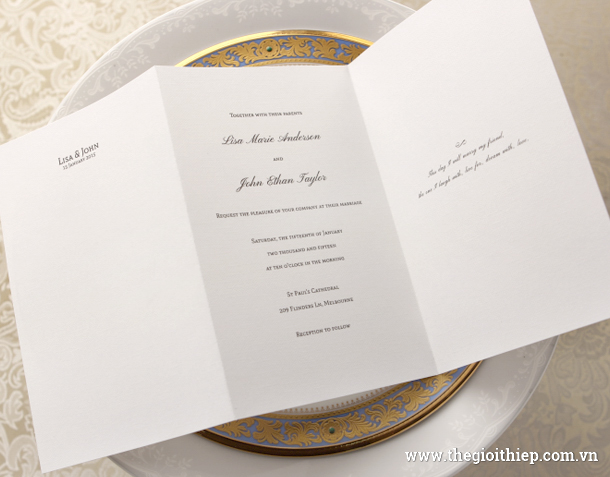 Lisa & John
15 January 2015
Together with their parents
Lisa Marie Anderson
and
John Ethan Taylor
Request the pleasure of your company at their marriage
Saturday, the fifteenth of January
two thousand and fifteen
at ten o'clock in the morning
St Paul's Cathedral
209 Flinders Ln, Melbourne
Reception to follow
This day I will marry my friend,
the one I laugh with, live for, dream with, love.
www.thegioithiep.com.vn